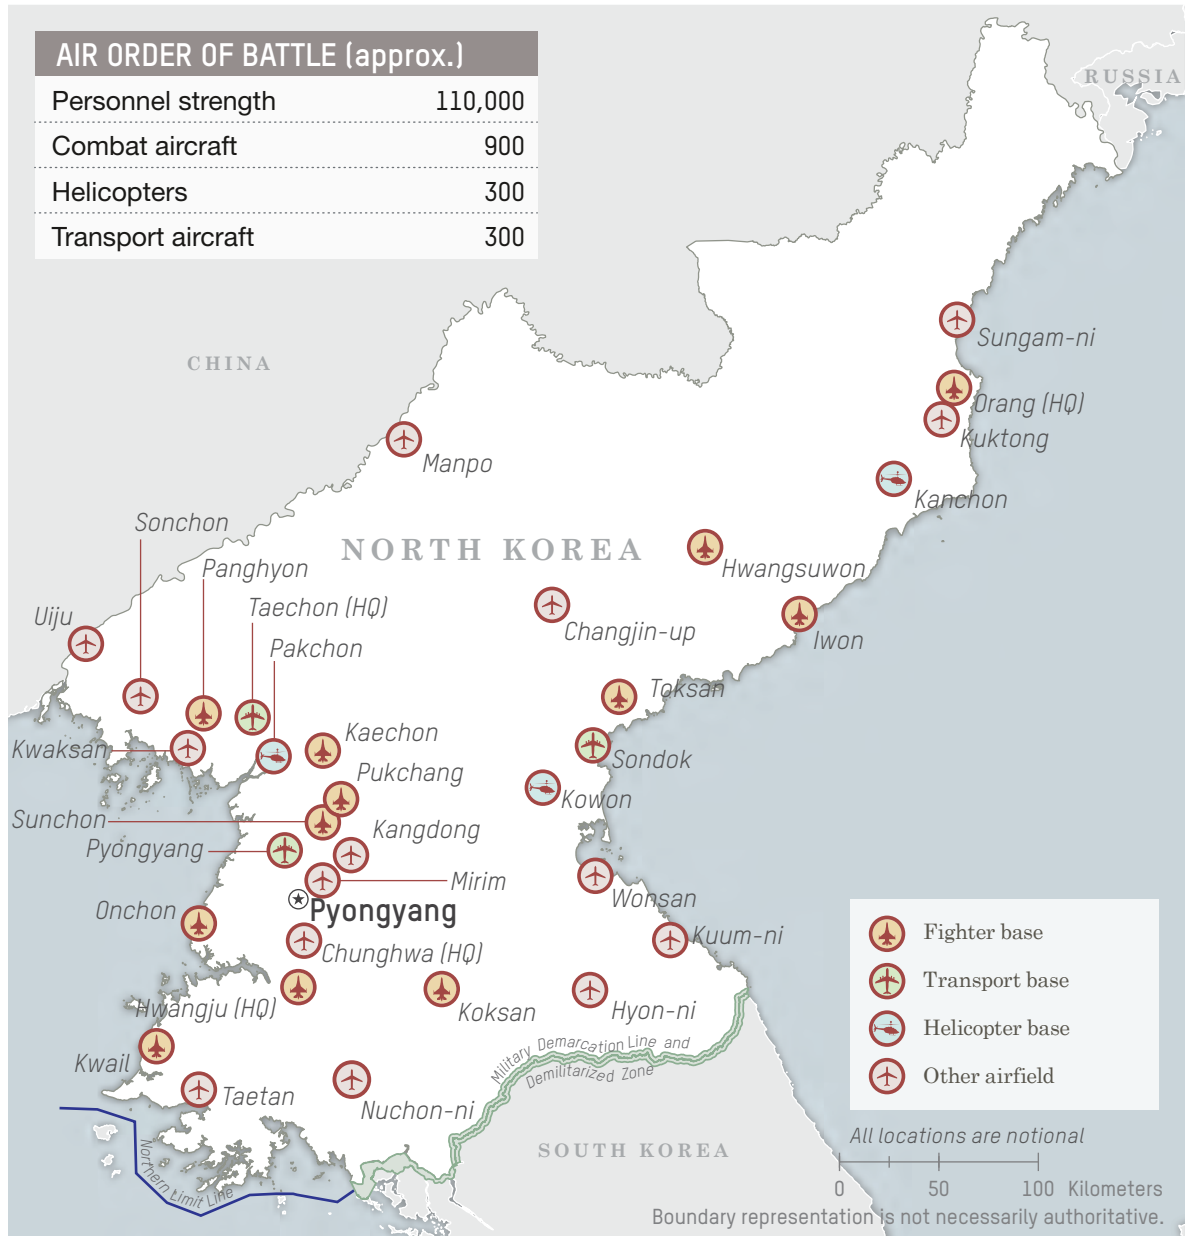 AIR ORDER OF BATTLE (approx.)
Personnel strength 110,000
Combat aircraft 900
Helicopters 300
Transport aircraft 300
RUSSIA
CHINA
Sungam-ni
Orang (HQ)
Kuktong
Manpo
Kanchon
Sonchon
NORTH KOREA
Panghyon
Hwangsuwon
Taechon (HQ)
Uiju
Changjin-up
Iwon
Pakchon
Toksan
Kaechon
Kwaksan
Sondok
Pukchang
Kowon
Sunchon
Kangdong
Pyongyang
Mirim
Wonsan
Onchon
Pyongyang
Kuum-ni
Chunghwa (HQ)
Hwangju (HQ)
Koksan
Hyon-ni
Military Demarcation Line and
Demilitarized Zone
Kwail
Taetan
Nuchon-ni
Northern Limit Line
SOUTH KOREA
Fighter base
Transport base
Helicopter base
Other airfield
All locations are notional
0 50 100 Kilometers
Boundary representation is not necessarily authoritative.